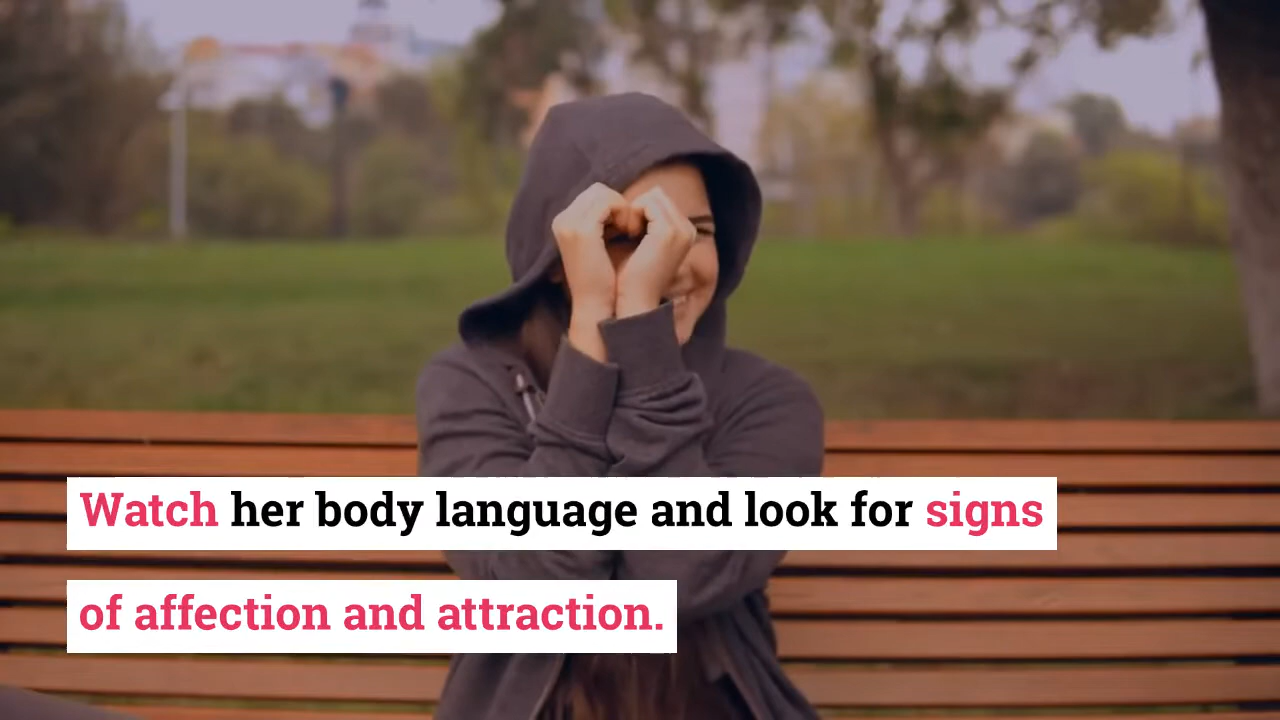 Watch her body language and look for signs
of affection and attraction.